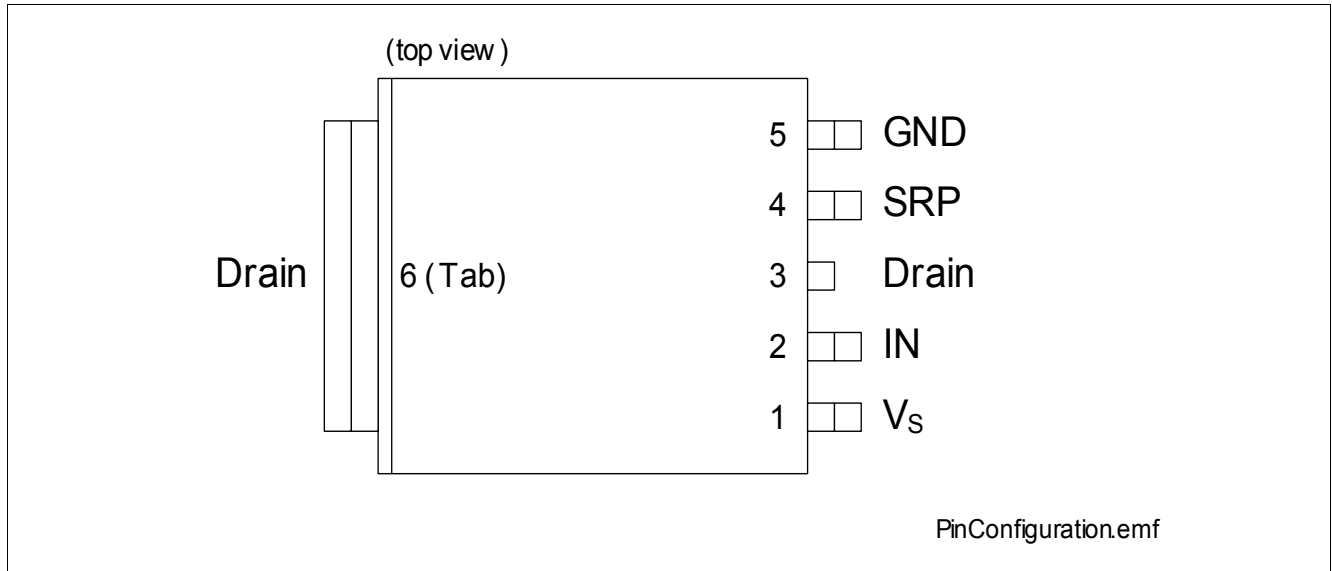 (top view)
5 GND
4 SRP
Drain 6 (Tab) 3 Drain
2 IN
1 VS
PinConfiguration.emf